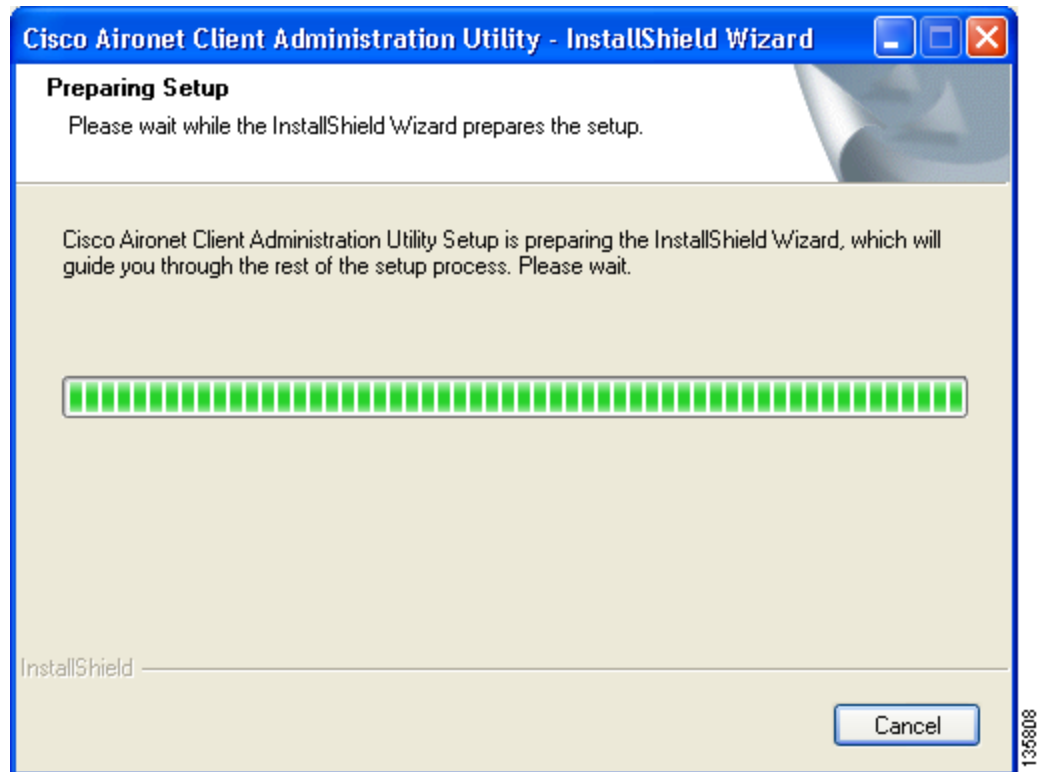 Cisco Aironet Client Administration Utility - InstallShield Wizard
Preparing Setup
Please wait while the InstallShield Wizard prepares the setup.
Cisco Aironet Client Administration Utility Setup is preparing the InstallShield Wizard, which will
guide you through the rest of the setup process. Please wait.
InstallShield
Cancel
135808